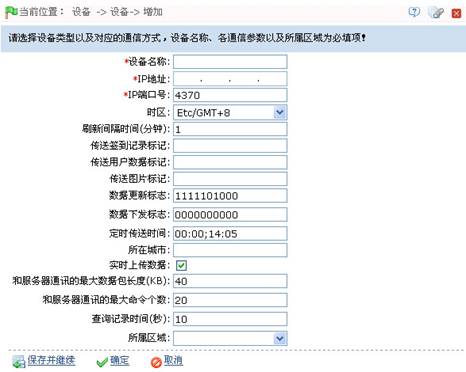 当前位置: 设备 -> 设备-> 增加
请选择设备类型以及对应的通信方式，设备名称、各通信参数以及所属区域为必填项!
*设备名称:
*IP地址: . . .
*IP端口号: 4370
时区: Etc/GMT+8
刷新间隔时间(分钟): 1
传送签到记录标记:
传送用户数据标记:
传送图片标记:
数据更新标志: 1111101000
数据下发标志: 0000000000
定时传送时间: 00:00;14:05
所在城市:
实时上传数据:
和服务器通讯的最大数据包长度(KB): 40
和服务器通讯的最大命令个数: 20
查询记录时间(秒): 10
所属区域:
保存并继续 确定 取消